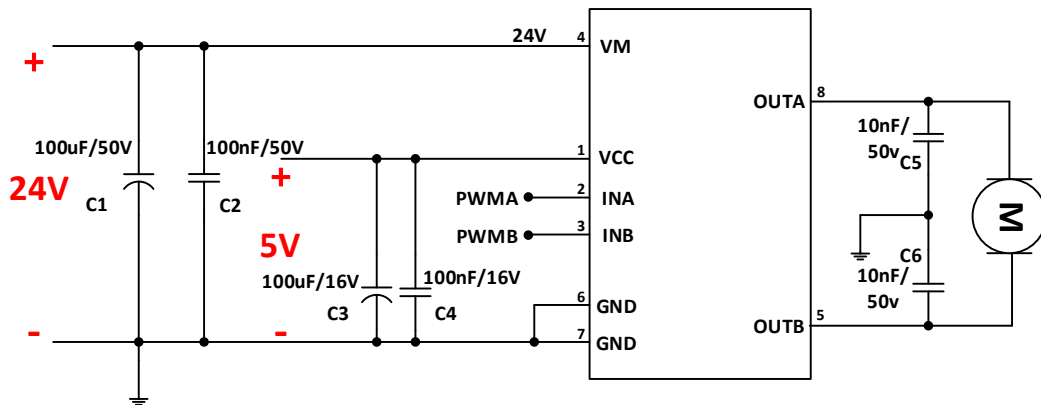 +
24V
4
VM
OUTA
8
10nF/
50v
C5
100uF/50V
100nF/50V
24V
C1
C2
+
1
VCC
PWMA
2
INA
PWMB
3
INB
5V
M
C6
10nF/
50v
100uF/16V
100nF/16V
C3
C4
6
GND
OUTB
5
-
-
7
GND